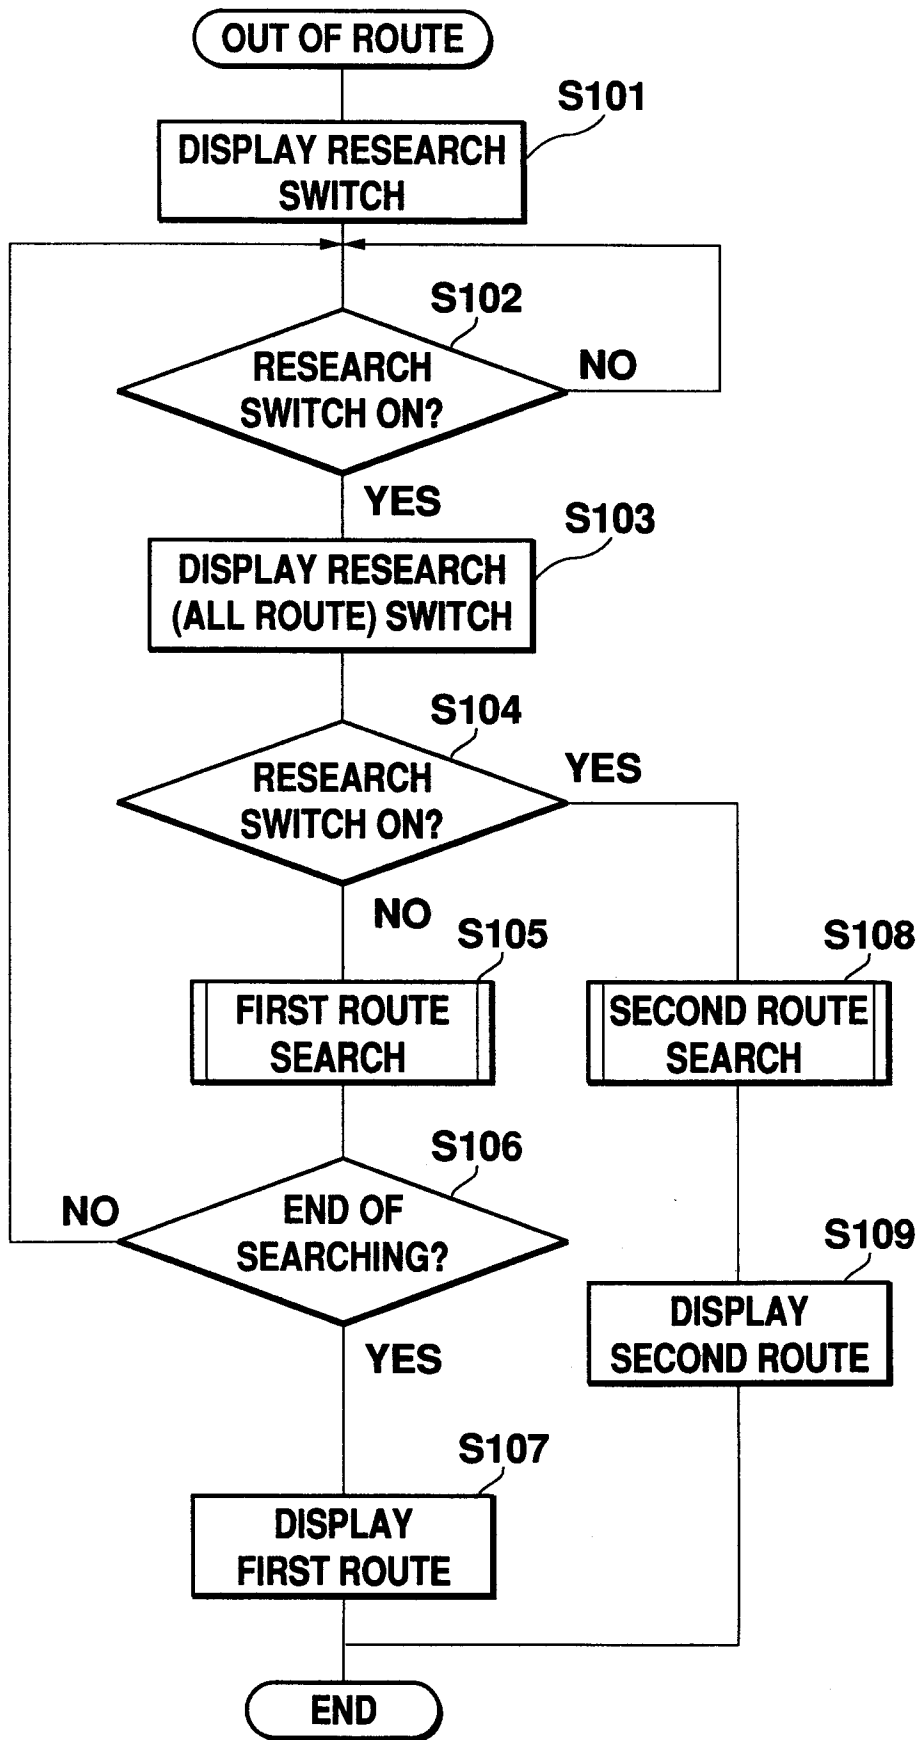 OUT OF ROUTE
S101
DISPLAY RESEARCH
SWITCH
S102
RESEARCH
SWITCH ON?
NO
YES
S103
DISPLAY RESEARCH
(ALL ROUTE) SWITCH
S104
RESEARCH
SWITCH ON?
YES
NO
S105
FIRST ROUTE
SEARCH
S108
SECOND ROUTE
SEARCH
S106
END OF
SEARCHING?
NO
YES
S109
DISPLAY
SECOND ROUTE
S107
DISPLAY
FIRST ROUTE
END